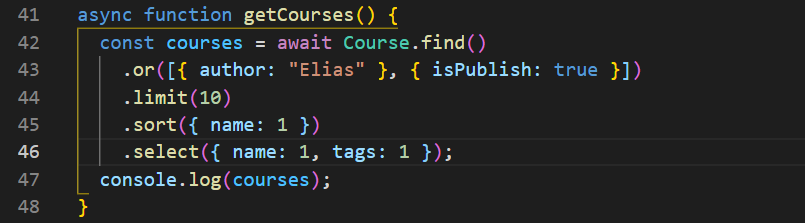 41 async function getCourses() {
42 const courses = await Course.find()
43 .or([{ author: "Elias" }, { isPublish: true }])
44 .limit(10)
45 .sort({ name: 1 })
46 .select({ name: 1, tags: 1 });
47 console.log(courses);
48 }